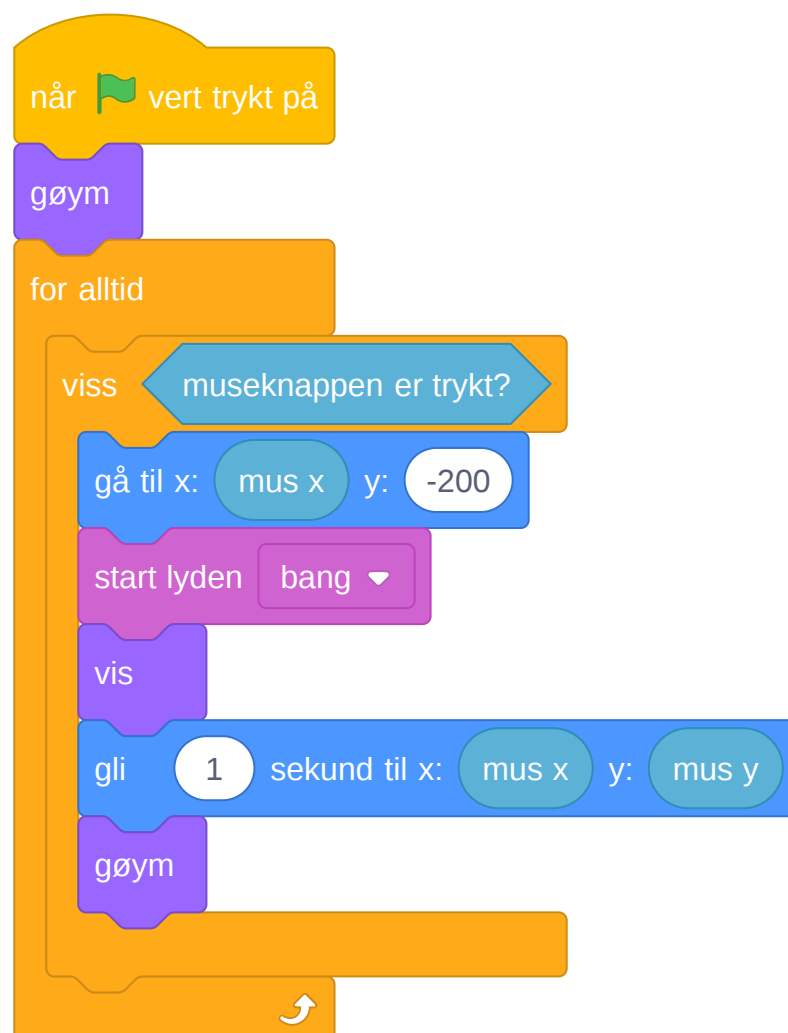 når vert trykt på
gøym
for alltid
viss museknappen er trykt?
gå til x: mus x y: -200
start lyden bang
vis
gli 1 sekund til x: mus x y: mus y
gøym